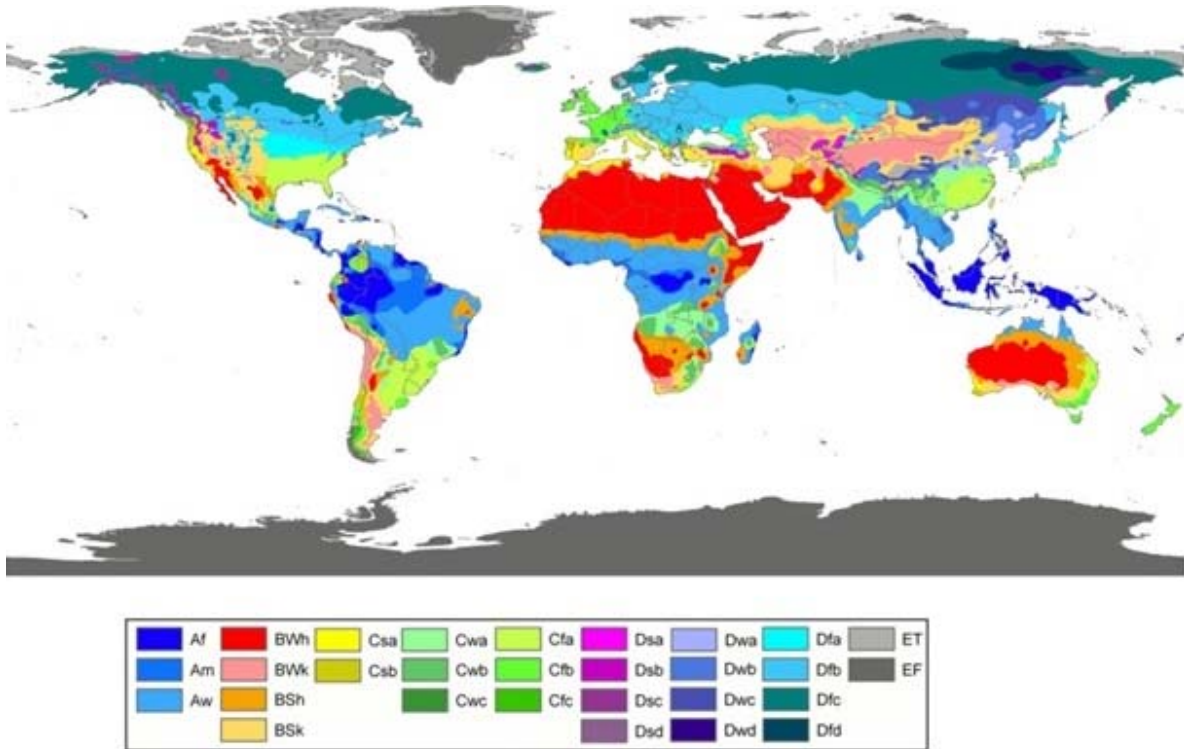 Af BWh Csa Cwa Cfa Dsa Dwa Dfa ET
Am BWk Csb Cwb Cfb Dsb Dwb Dfb EF
Aw BSh Cwc Cfc Dsc Dwc Dfc
BSk Dsd Dwd Dfd